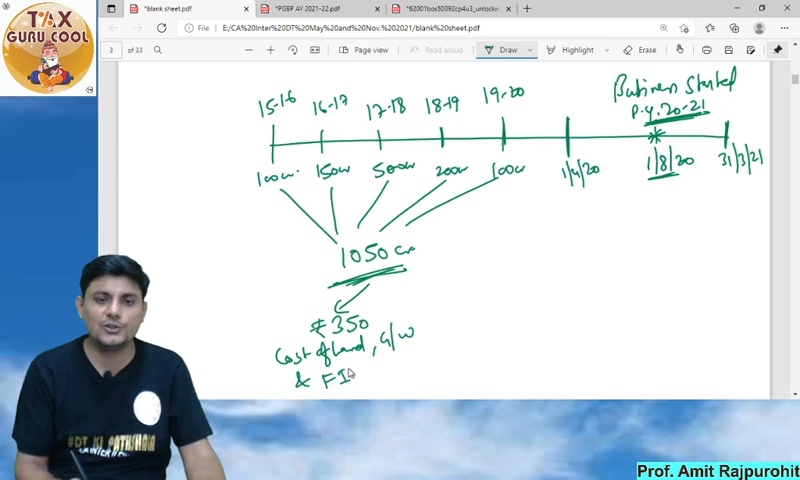 TAX
GURU COOL
*blank sheet.pdf
*PGBP AY 2021-22.pdf
*62001bos50392cp4u3_unlocke
File
E:/CA%20Inter%20DT%20May%20and%20Nov.%202021/blank%20sheet.pdf
3 of 33
Page view
Read aloud
Draw
Highlight
Erase
Business Started
P.Y. 20-21
15-16 16-17 17-18 18-19 19-20
100cr 150cr 500cr 200cr 100cr 1/4/20 1/8/20 31/3/21
1050 cr
₹350
Cost of Land, G/W
& FI
#DT KI PATHSHALA
Prof. Amit Rajpurohit